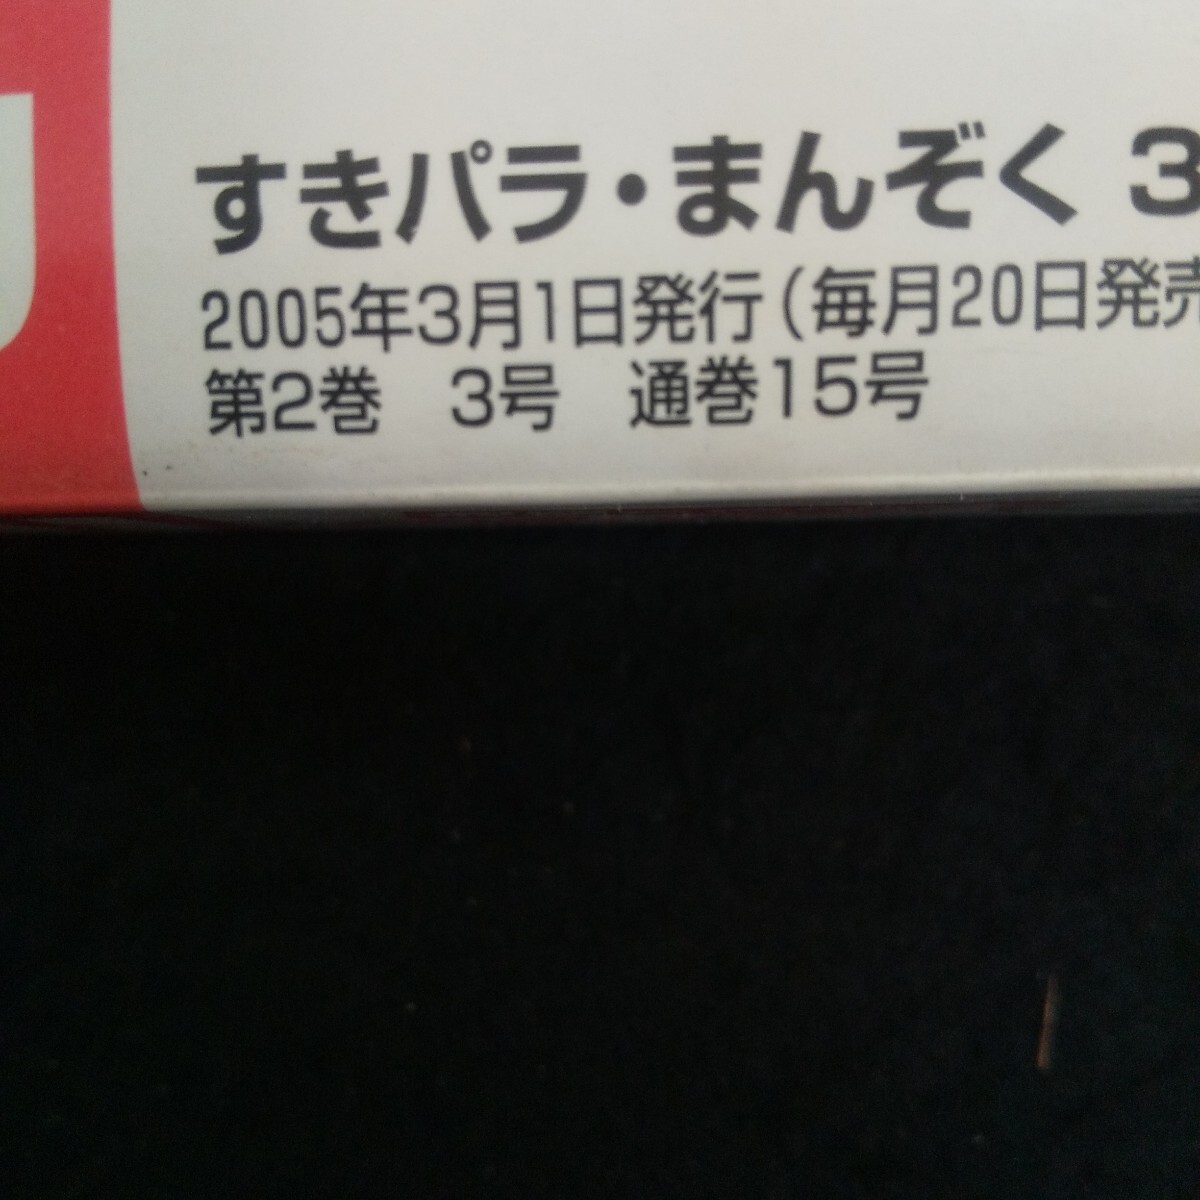 すきパラ・まんぞく 3
2005年3月1日発行(毎月20日発売
第2巻 3号 通巻15号